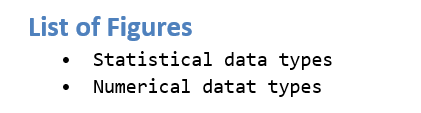 List of Figures
• Statistical data types
• Numerical datat types